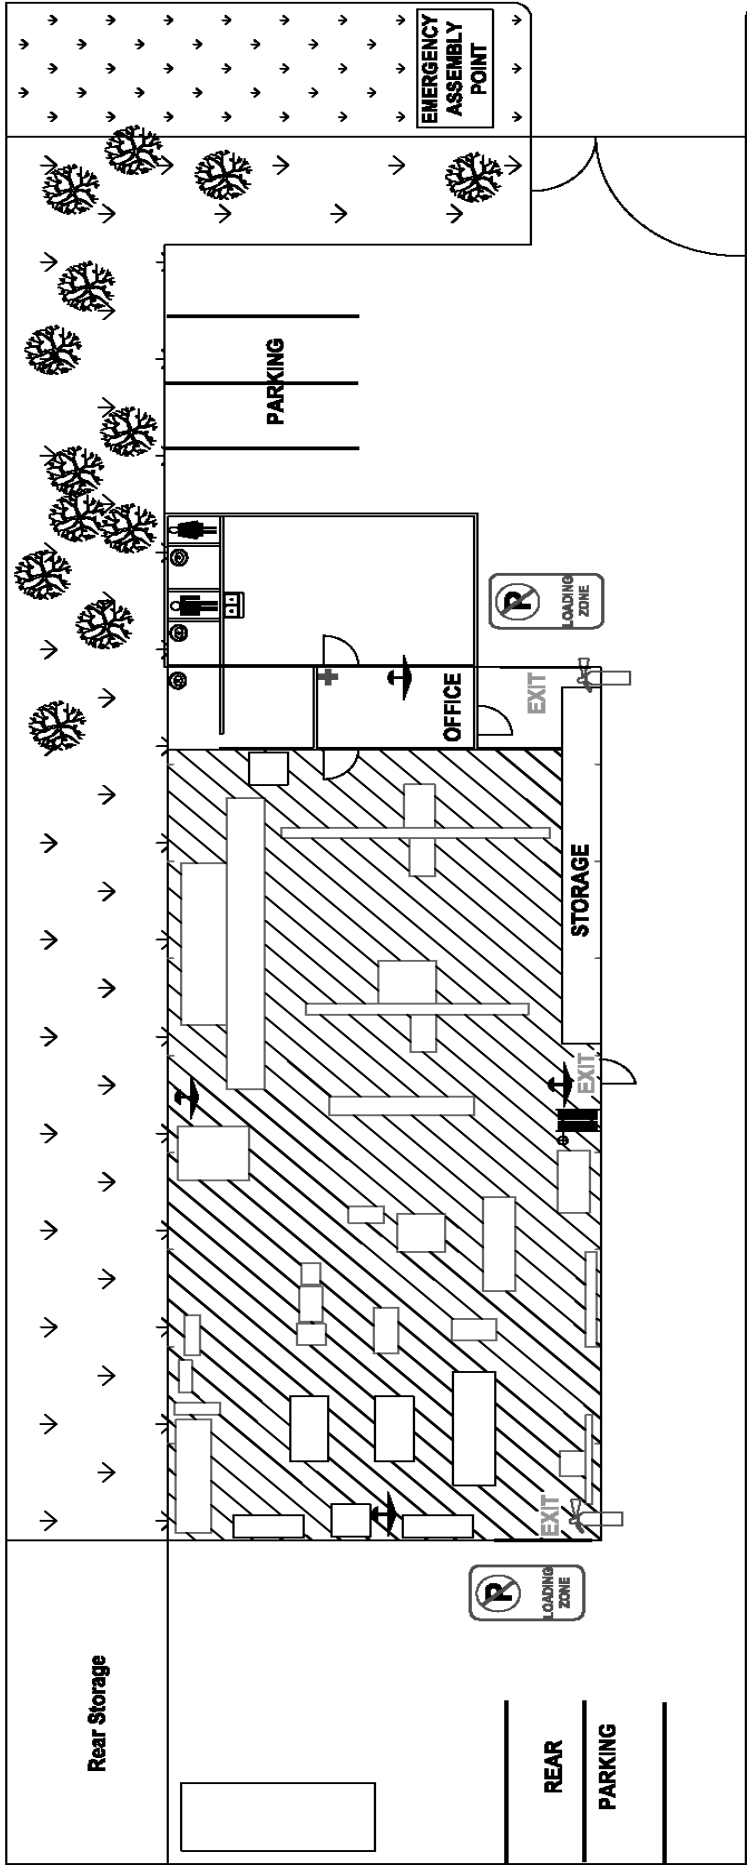 EMERGENCY
ASSEMBLY
POINT
PARKING
P
LOADING
ZONE
OFFICE
EXIT
STORAGE
EXIT
EXIT
P
LOADING
ZONE
Rear Storage
REAR
PARKING